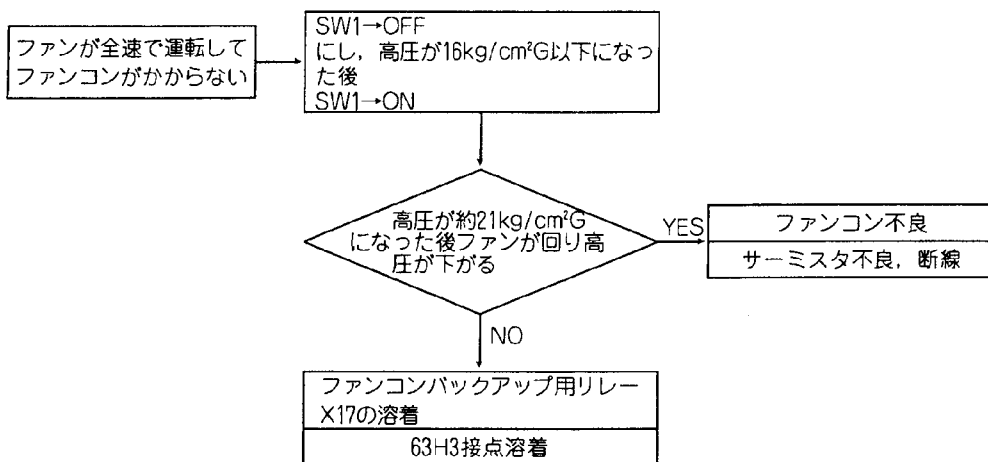 ファンが全速で運転して
ファンコンがかからない
SW1→OFF
にし，高圧が16kg/cm²G以下になっ
た後
SW1→ON
高圧が約21kg/cm²G
になった後ファンが回り高
圧が下がる
YES
ファンコン不良
サーミスタ不良，断線
NO
ファンコンバックアップ用リレー
X17の溶着
63H3接点溶着